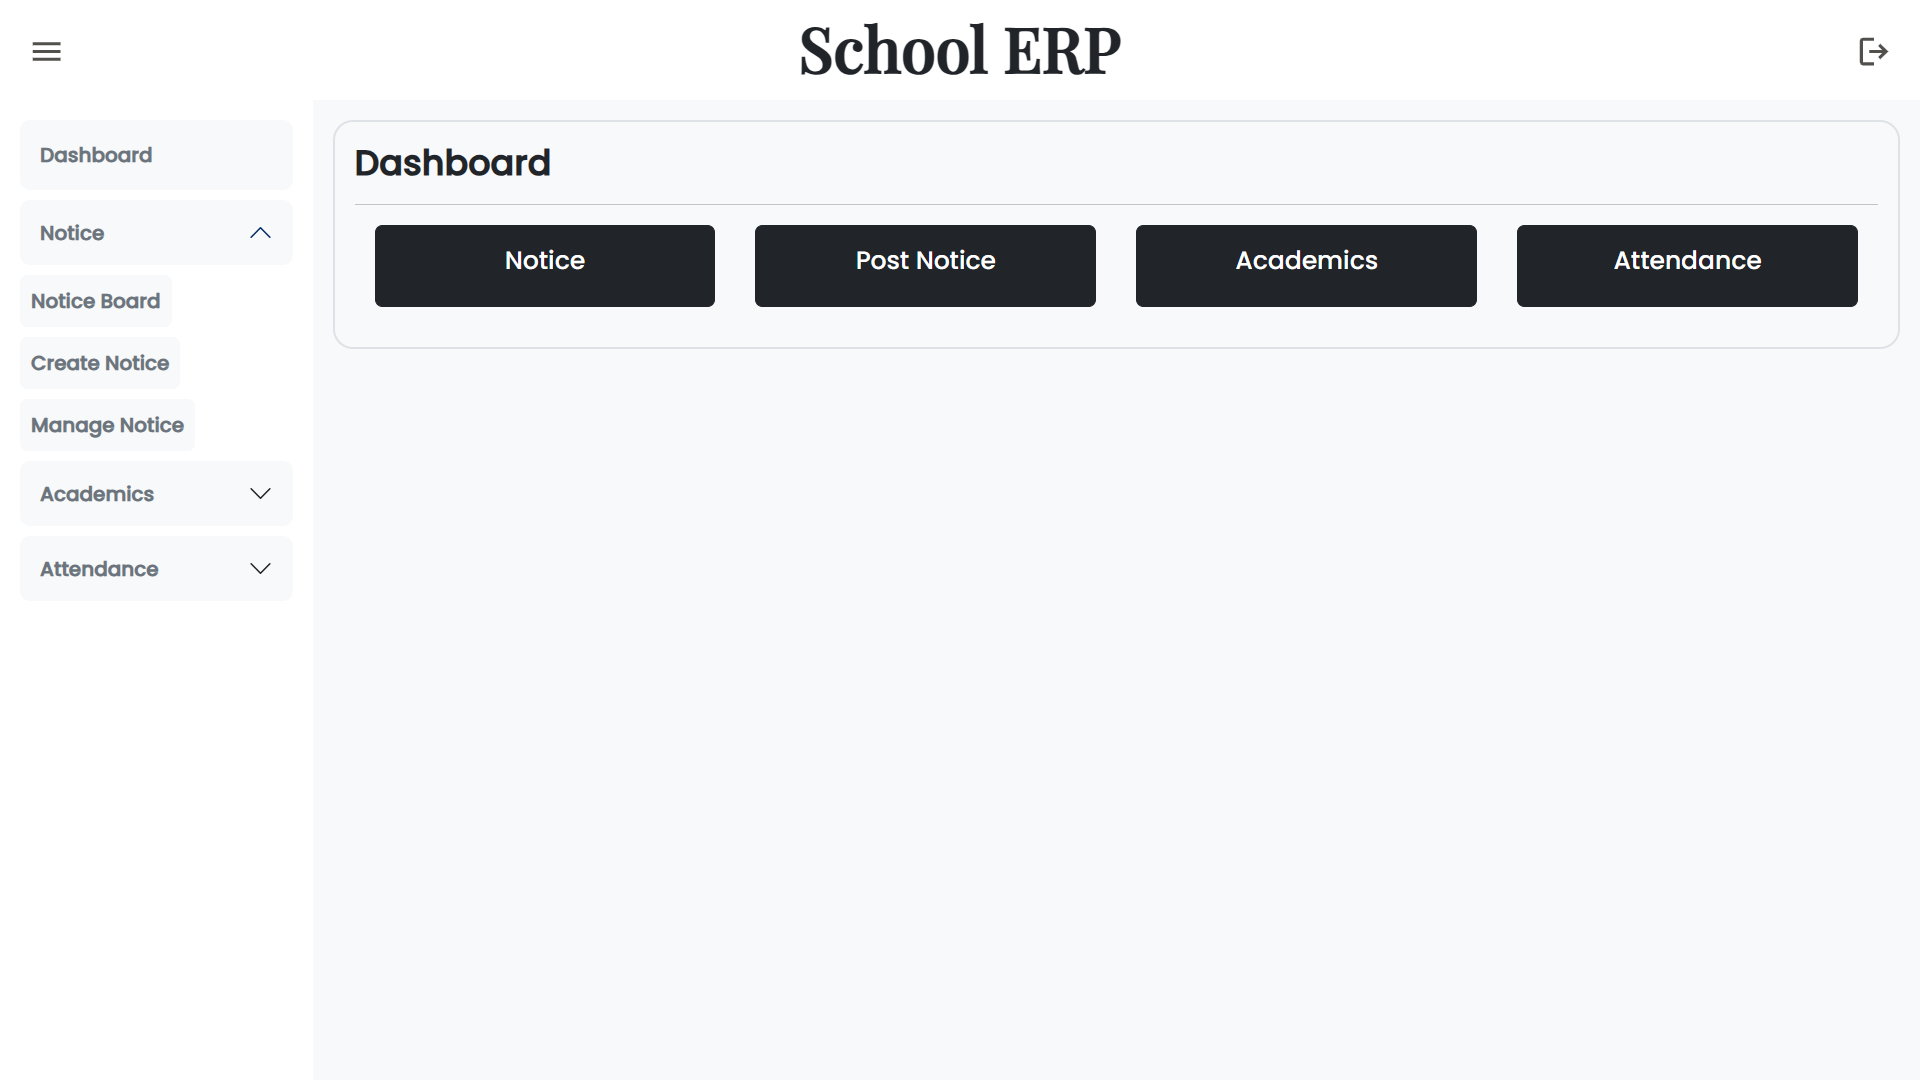 School ERP
Dashboard
Notice
Notice Board
Create Notice
Manage Notice
Academics
Attendance
Dashboard
Notice
Post Notice
Academics
Attendance